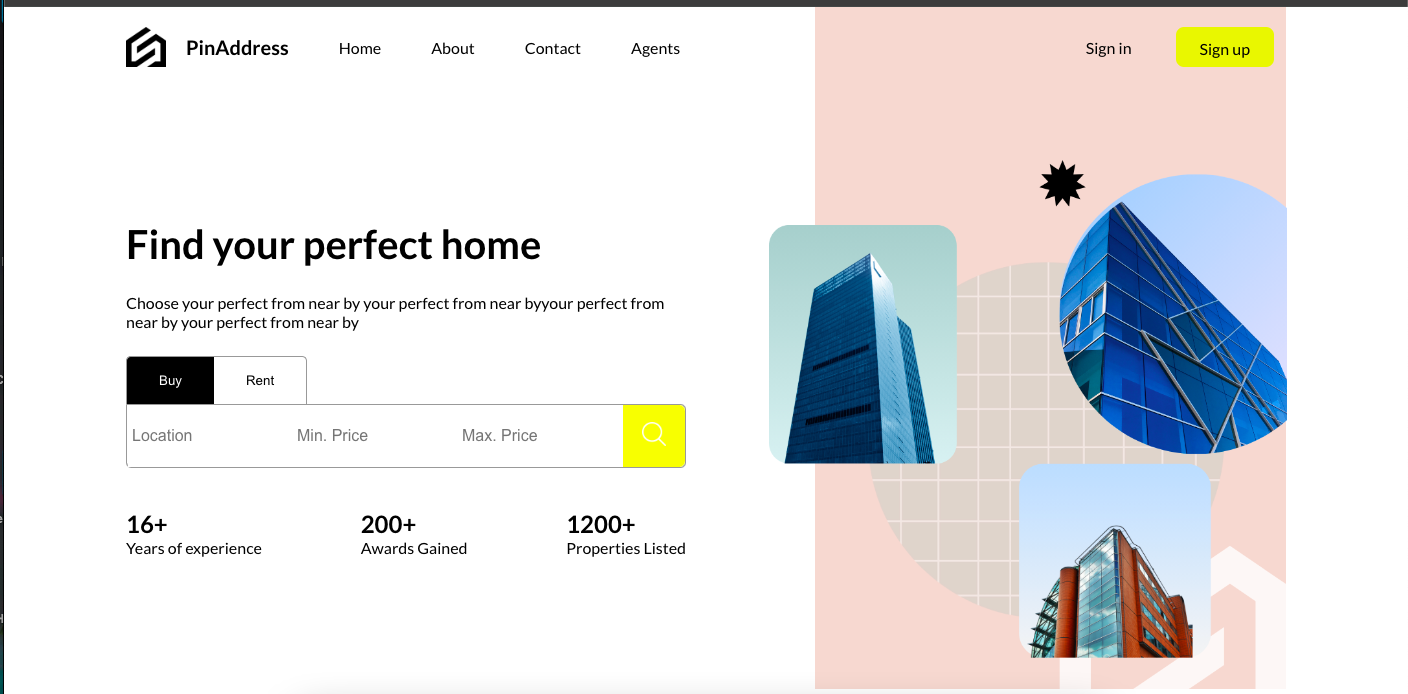 PinAddress Home About Contact Agents Sign in Sign up
Find your perfect home
Choose your perfect from near by your perfect from near byyour perfect from
near by your perfect from near by
Buy Rent
Location Min. Price Max. Price
16+ 200+ 1200+
Years of experience Awards Gained Properties Listed